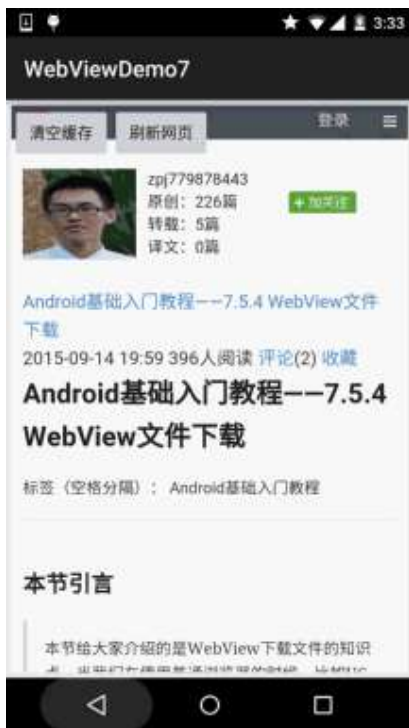 3:33
WebViewDemo7
清空缓存 刷新网页 登录
zpj779878443
原创：226篇
+ 加关注
转载：5篇
译文：0篇
Android基础入门教程——7.5.4 WebView文件
下载
2015-09-14 19:59 396人阅读 评论(2) 收藏
Android基础入门教程——7.5.4
WebView文件下载
标签（空格分隔）： Android基础入门教程
本节引言
本节给大家介绍的是WebView下载文件的知识